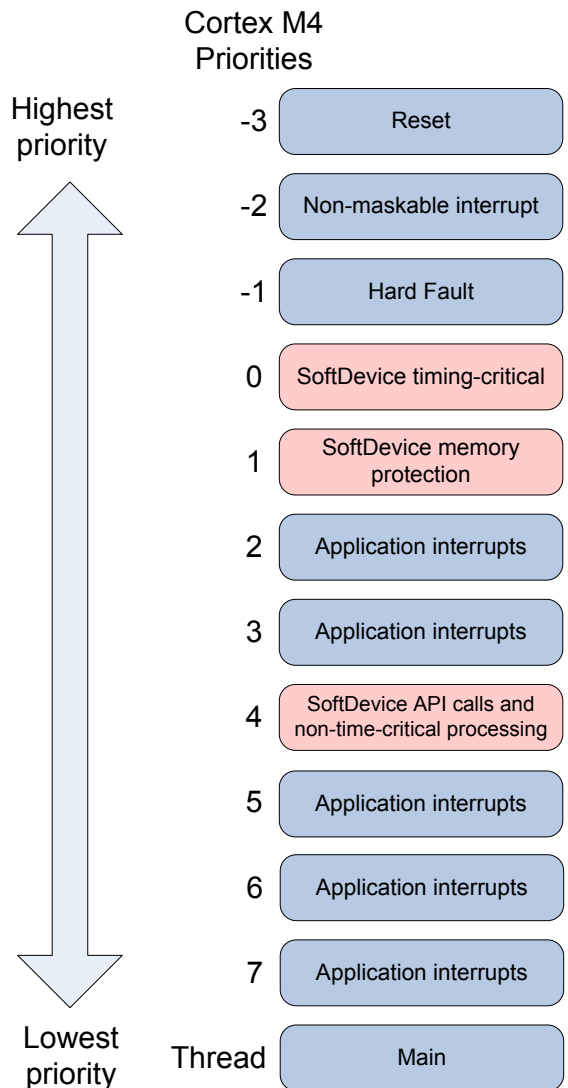 Cortex M4
Priorities
Highest
priority
-3
Reset
-2
Non-maskable interrupt
-1
Hard Fault
0
SoftDevice timing-critical
1
SoftDevice memory
protection
2
Application interrupts
3
Application interrupts
4
SoftDevice API calls and
non-time-critical processing
5
Application interrupts
6
Application interrupts
7
Application interrupts
Lowest
priority
Thread
Main